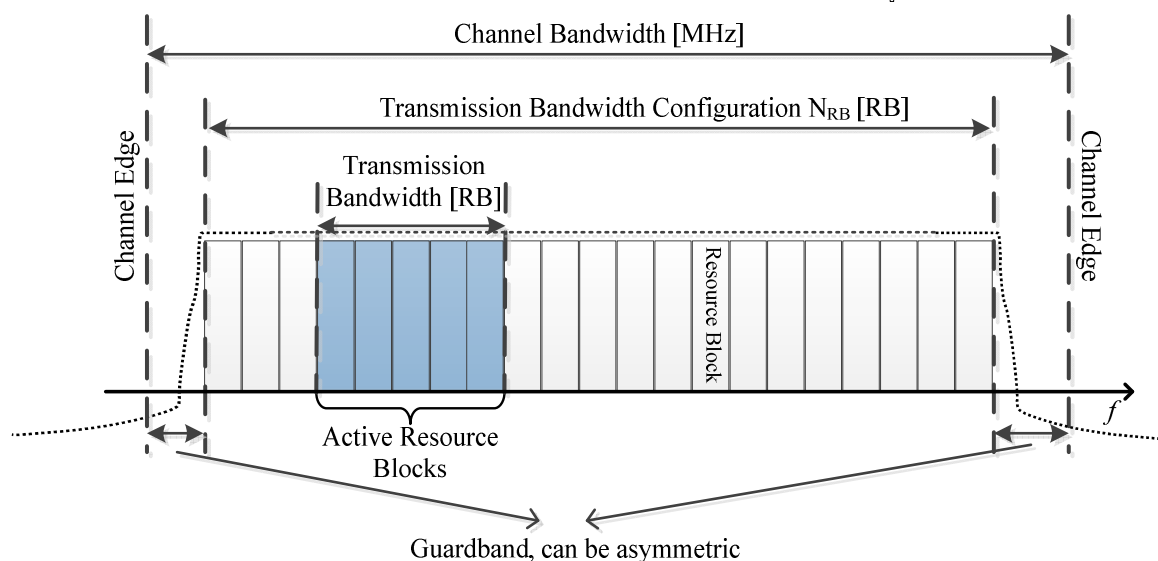 Channel Bandwidth [MHz]
Transmission Bandwidth Configuration N_RB [RB]
Channel Edge
Transmission
Bandwidth [RB]
Channel Edge
Resource Block
f
Active Resource
Blocks
Guardband, can be asymmetric